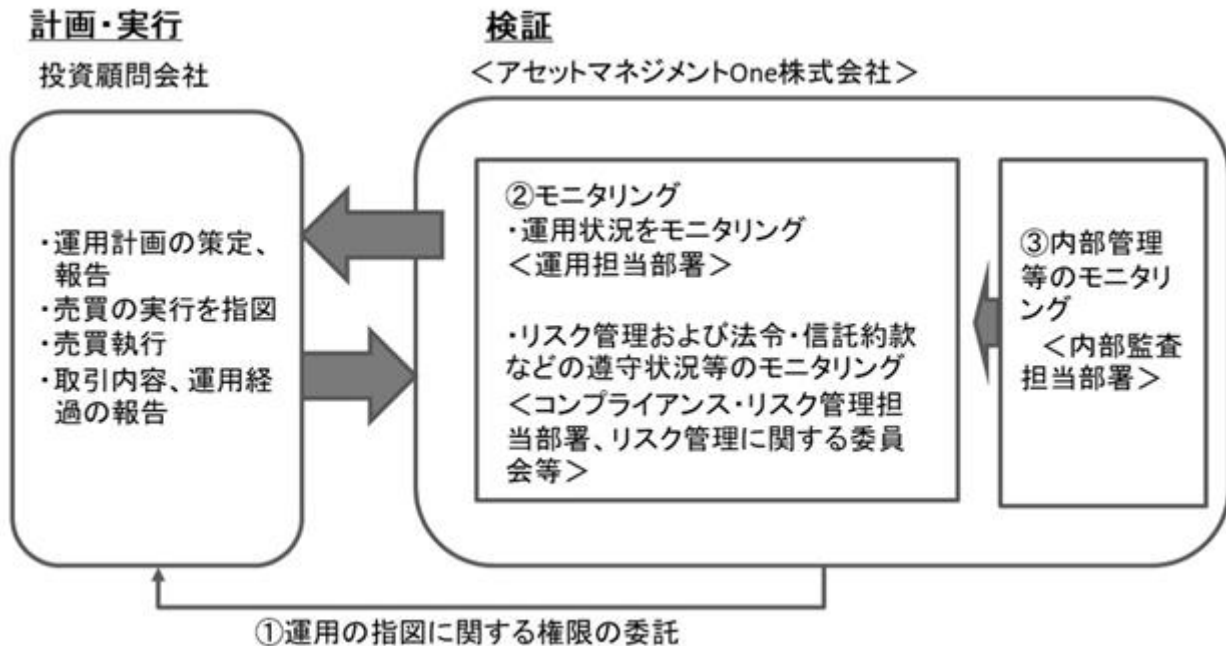 計画・実行
投資顧問会社
・運用計画の策定、
報告
・売買の実行を指図
・売買執行
・取引内容、運用経
過の報告
検証
＜アセットマネジメントOne株式会社＞
②モニタリング
・運用状況をモニタリング
＜運用担当部署＞
・リスク管理および法令・信託約款
などの遵守状況等のモニタリング
＜コンプライアンス・リスク管理担
当部署、リスク管理に関する委員
会等＞
③内部管理
等のモニタリ
ング
＜内部監査
担当部署＞
①運用の指図に関する権限の委託